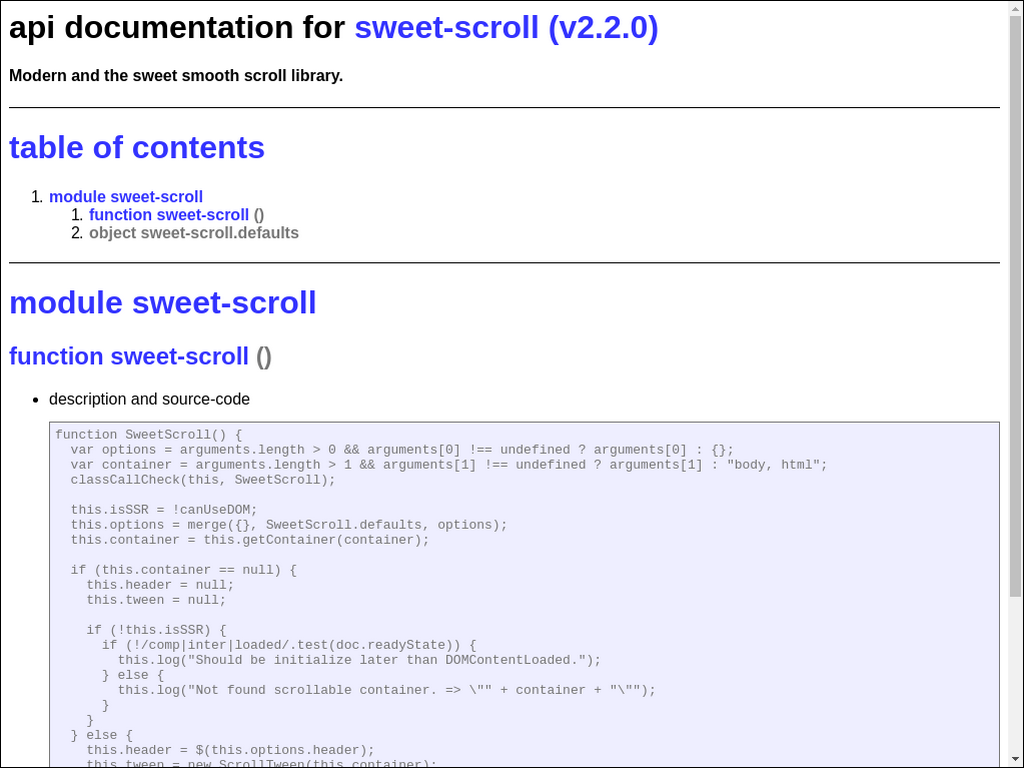 api documentation for sweet-scroll (v2.2.0)
Modern and the sweet smooth scroll library.
table of contents
1. module sweet-scroll
1. function sweet-scroll ()
2. object sweet-scroll.defaults
module sweet-scroll
function sweet-scroll ()
• description and source-code
function SweetScroll() {
  var options = arguments.length > 0 && arguments[0] !== undefined ? arguments[0] : {};
  var container = arguments.length > 1 && arguments[1] !== undefined ? arguments[1] : "body, html";
  classCallCheck(this, SweetScroll);

  this.isSSR = !canUseDOM;
  this.options = merge({}, SweetScroll.defaults, options);
  this.container = this.getContainer(container);

  if (this.container == null) {
    this.header = null;
    this.tween = null;

    if (!this.isSSR) {
      if (!/comp|inter|loaded/.test(doc.readyState)) {
        this.log("Should be initialize later than DOMContentLoaded.");
      } else {
        this.log("Not found scrollable container. => \"" + container + "\"");
      }
    }
  } else {
    this.header = $(this.options.header);
    this.tween = new ScrollTween(this.container);